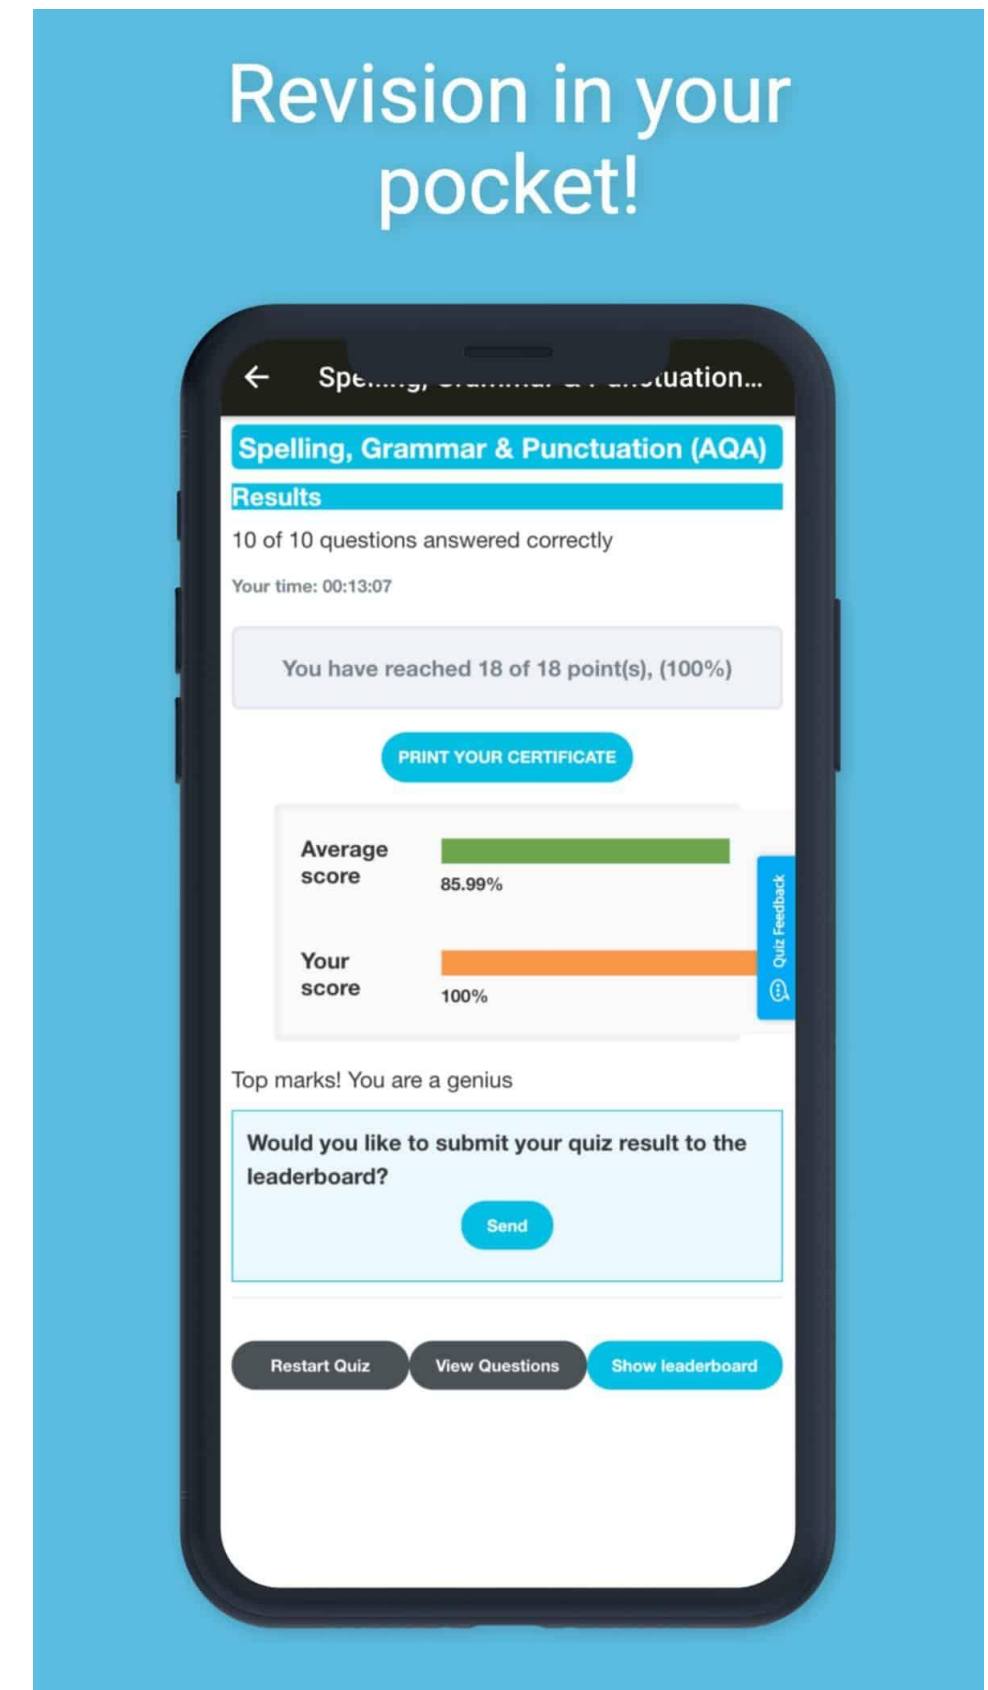 Revision in your
pocket!
Spelling, Grammar & Punctuation...
Spelling, Grammar & Punctuation (AQA)
Results
10 of 10 questions answered correctly
Your time: 00:13:07
You have reached 18 of 18 point(s), (100%)
PRINT YOUR CERTIFICATE
Average
score
85.99%
Your
score
100%
Quiz Feedback
Top marks! You are a genius
Would you like to submit your quiz result to the
leaderboard?
Send
Restart Quiz
View Questions
Show leaderboard